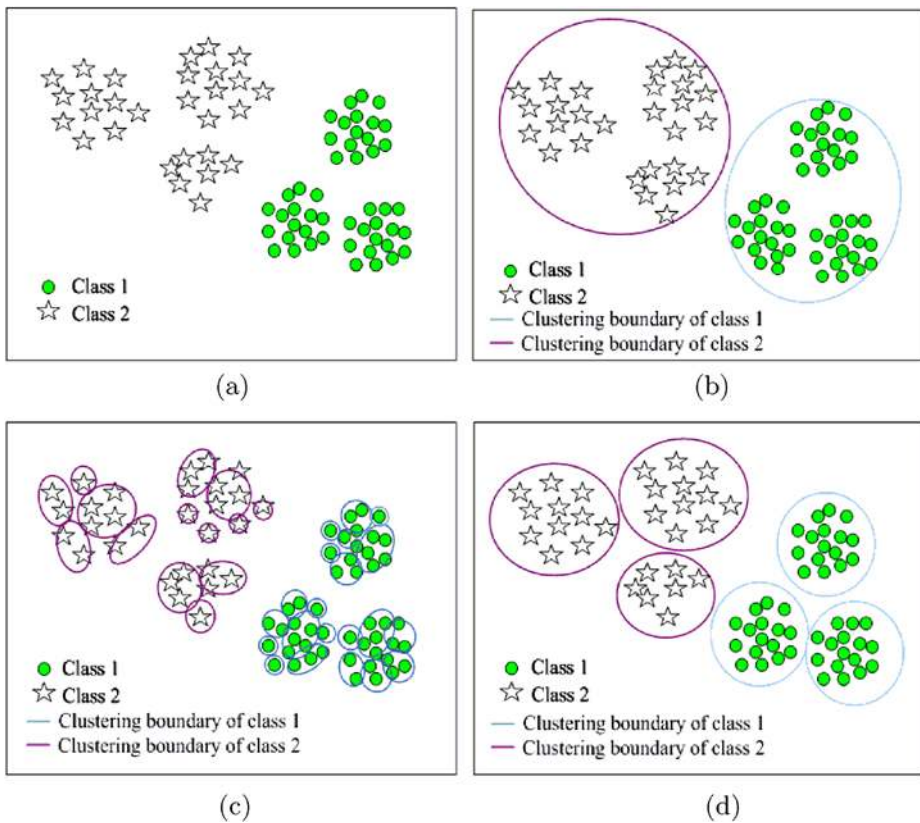 Class 1
Class 2
(a)
Class 1
Class 2
Clustering boundary of class 1
Clustering boundary of class 2
(b)
Class 1
Class 2
Clustering boundary of class 1
Clustering boundary of class 2
(c)
Class 1
Class 2
Clustering boundary of class 1
Clustering boundary of class 2
(d)